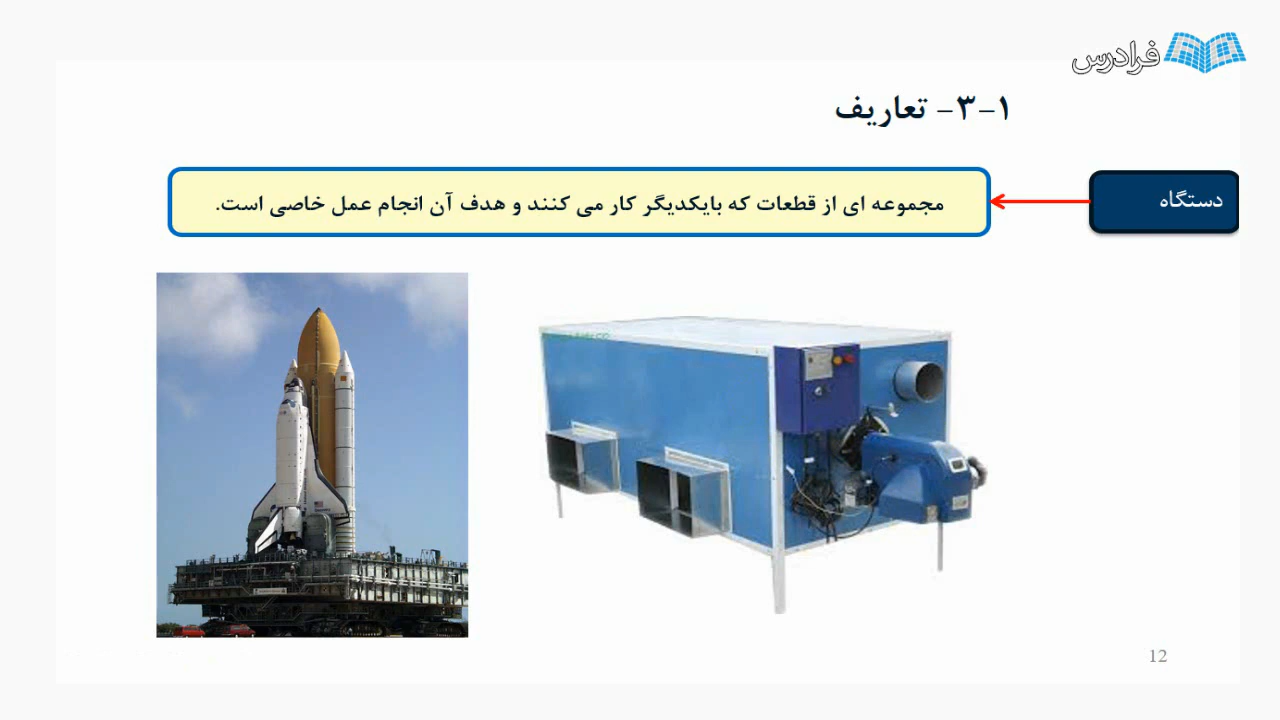 فرادرس
۱-۳- تعاریف
دستگاه
مجموعه ای از قطعات که بایکدیگر کار می کنند و هدف آن انجام عمل خاصی است.
12